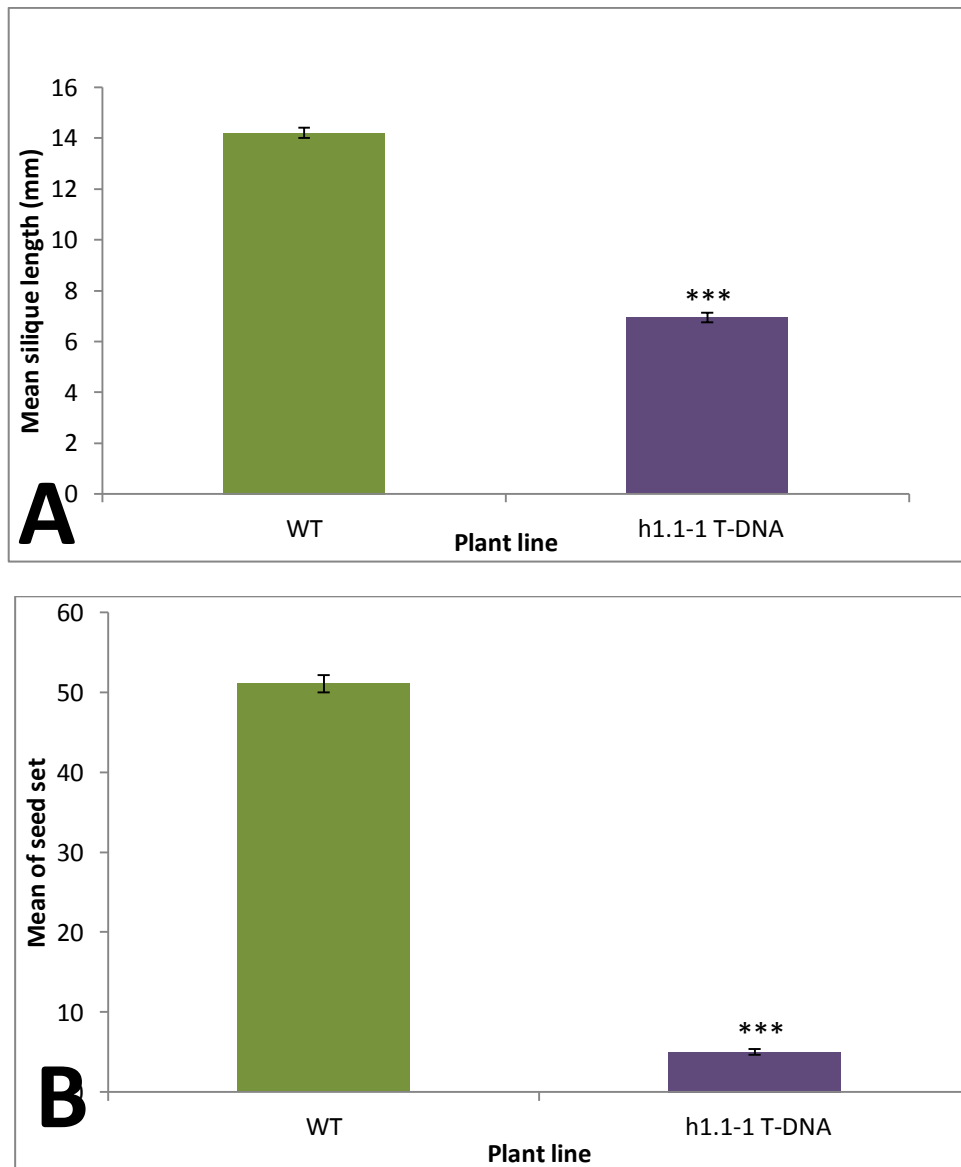 16
14
12
10
8
6
4
2
0
Mean silique length (mm)
***
WT
h1.1-1 T-DNA
Plant line
A
60
50
40
30
20
10
0
Mean of seed set
***
WT
h1.1-1 T-DNA
Plant line
B